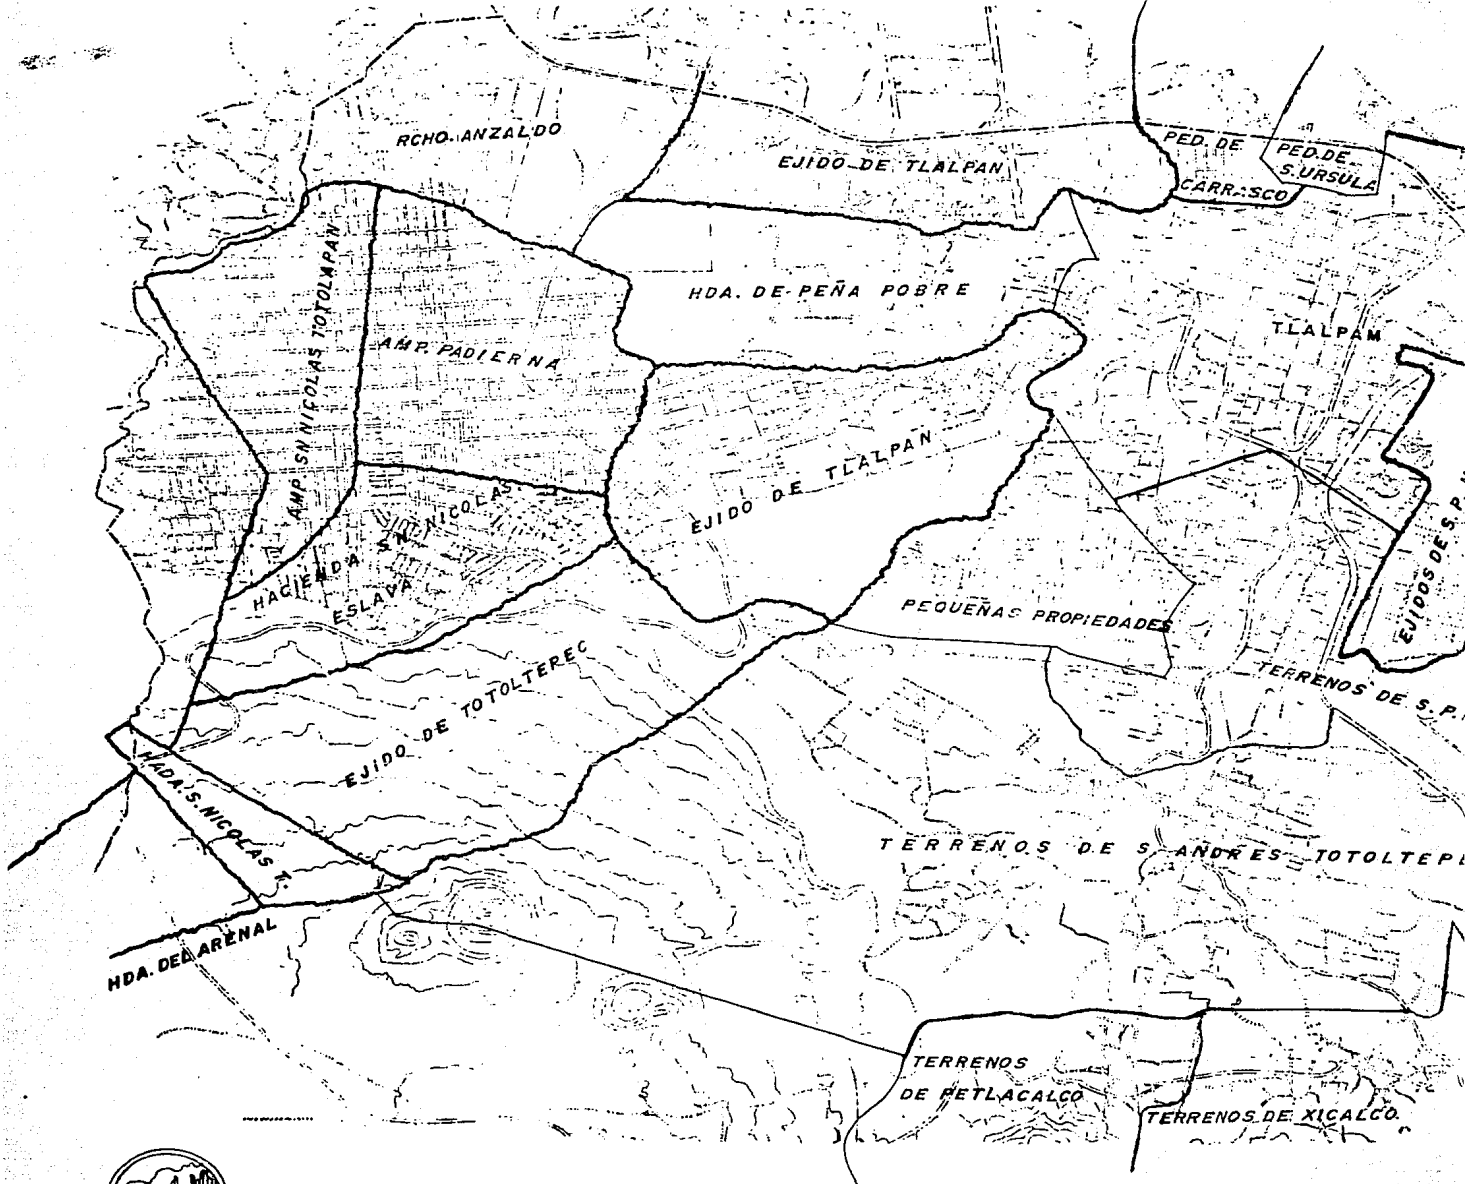 RCHO. ANZALDO
EJIDO DE TLALPAN
PED. DE
CARRASCO
PED. DE
S. URSULA
AMP. SN NICOLAS TOTOLAPAN
HDA. DE PEÑA POBRE
TLALPAM
AMP. PADIERNA
EJIDO DE TLALPAN
HACIENDA SN. NICOLAS
ESLAVA
EJIDOS DE S. P.
PEQUEÑAS PROPIEDADES
EJIDO DE TOTOLTEPEC
TERRENOS DE S. P.
HADA. S. NICOLAS T.
TERRENOS DE S. ANDRES TOTOLTEPE
HDA. DEL ARENAL
TERRENOS
DE PETLACALCO
TERRENOS DE XICALCO.